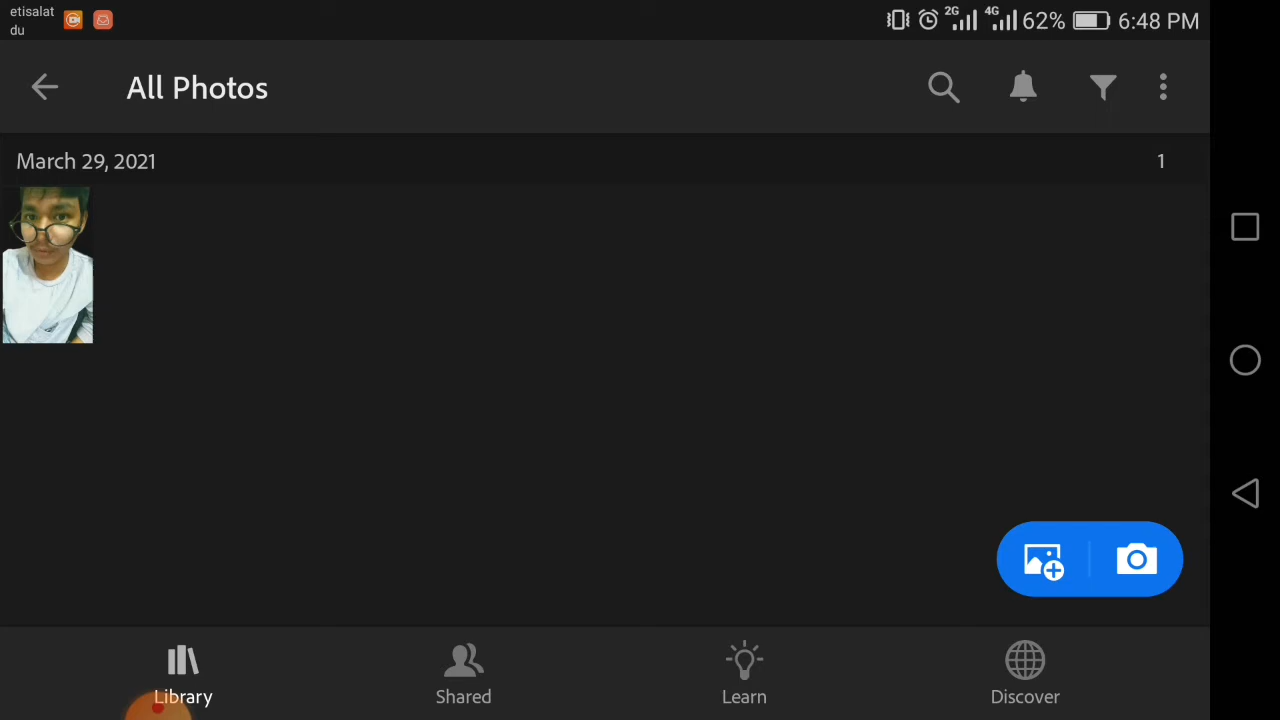 etisalat
du
2G 4G 62% 6:48 PM
All Photos
March 29, 2021 1
Library Shared Learn Discover